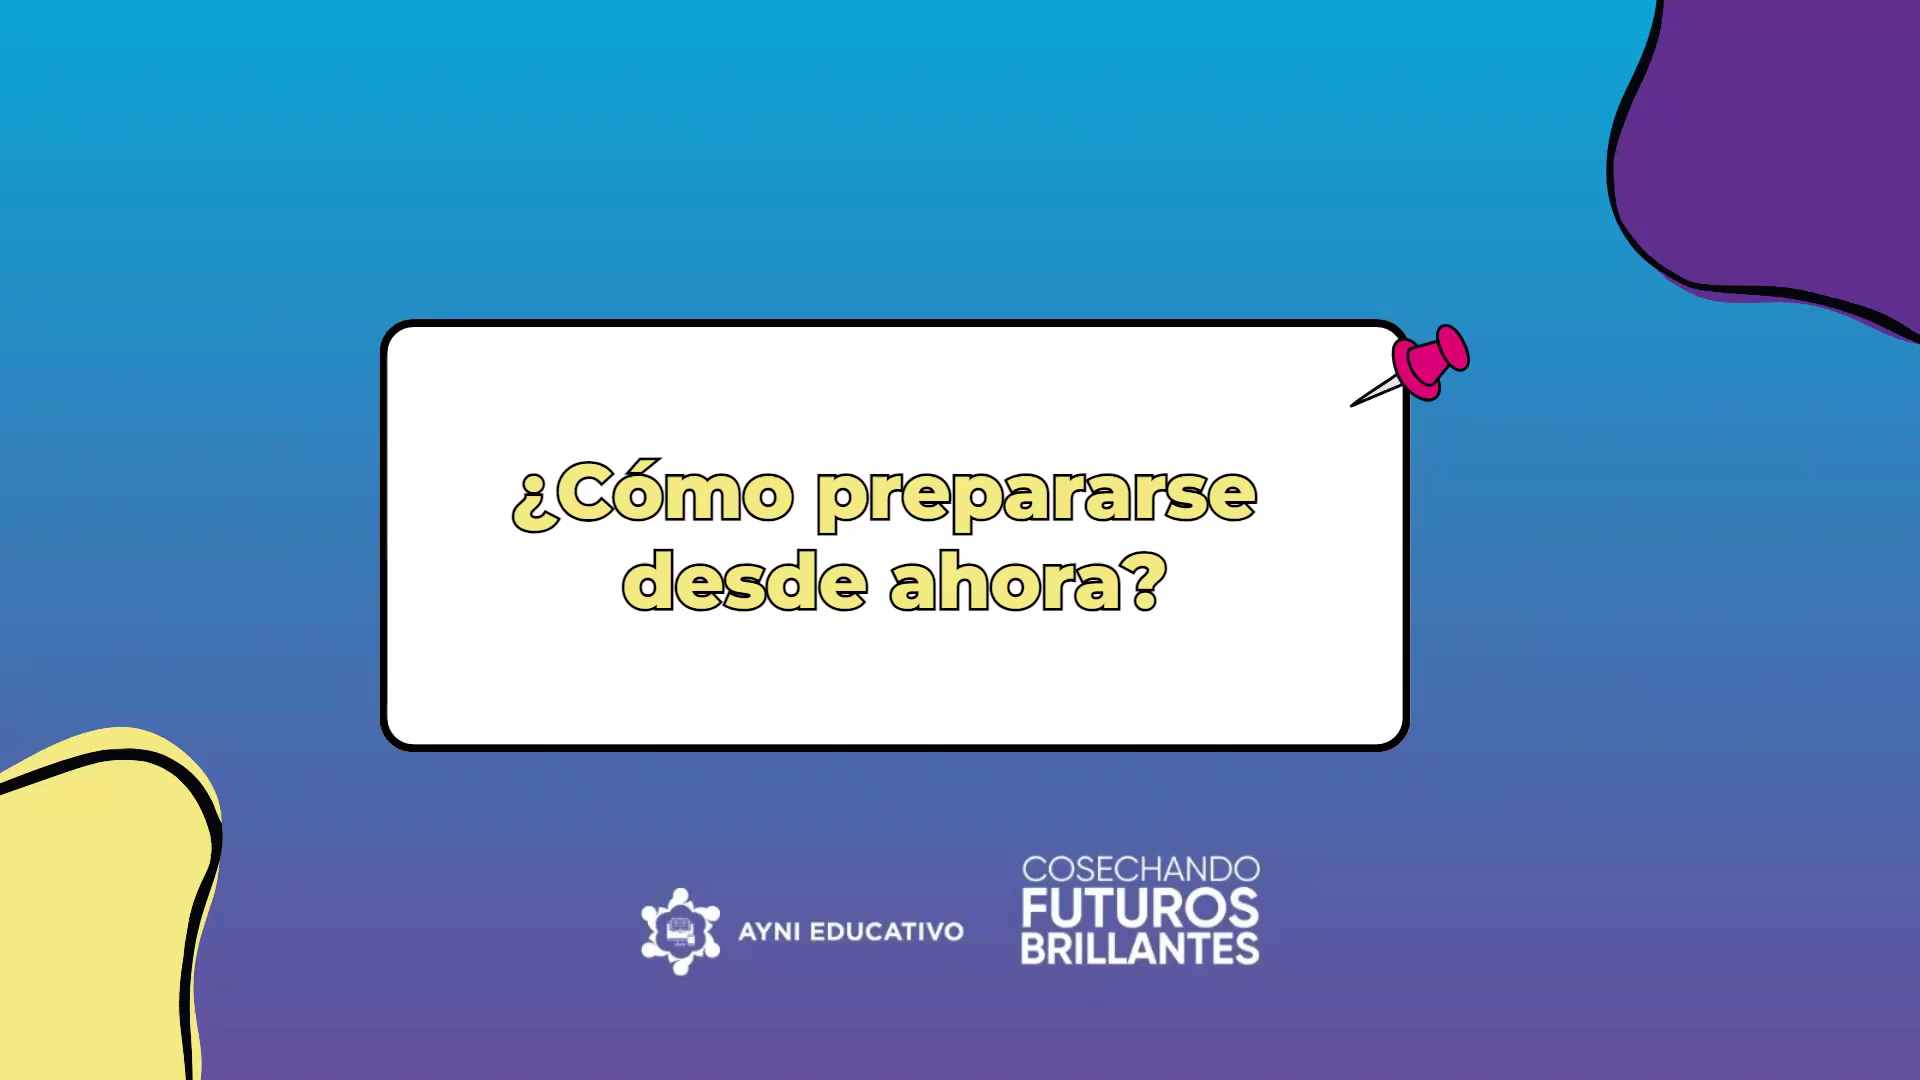 ¿Cómo prepararse
desde ahora?
AYNI EDUCATIVO
COSECHANDO
FUTUROS
BRILLANTES